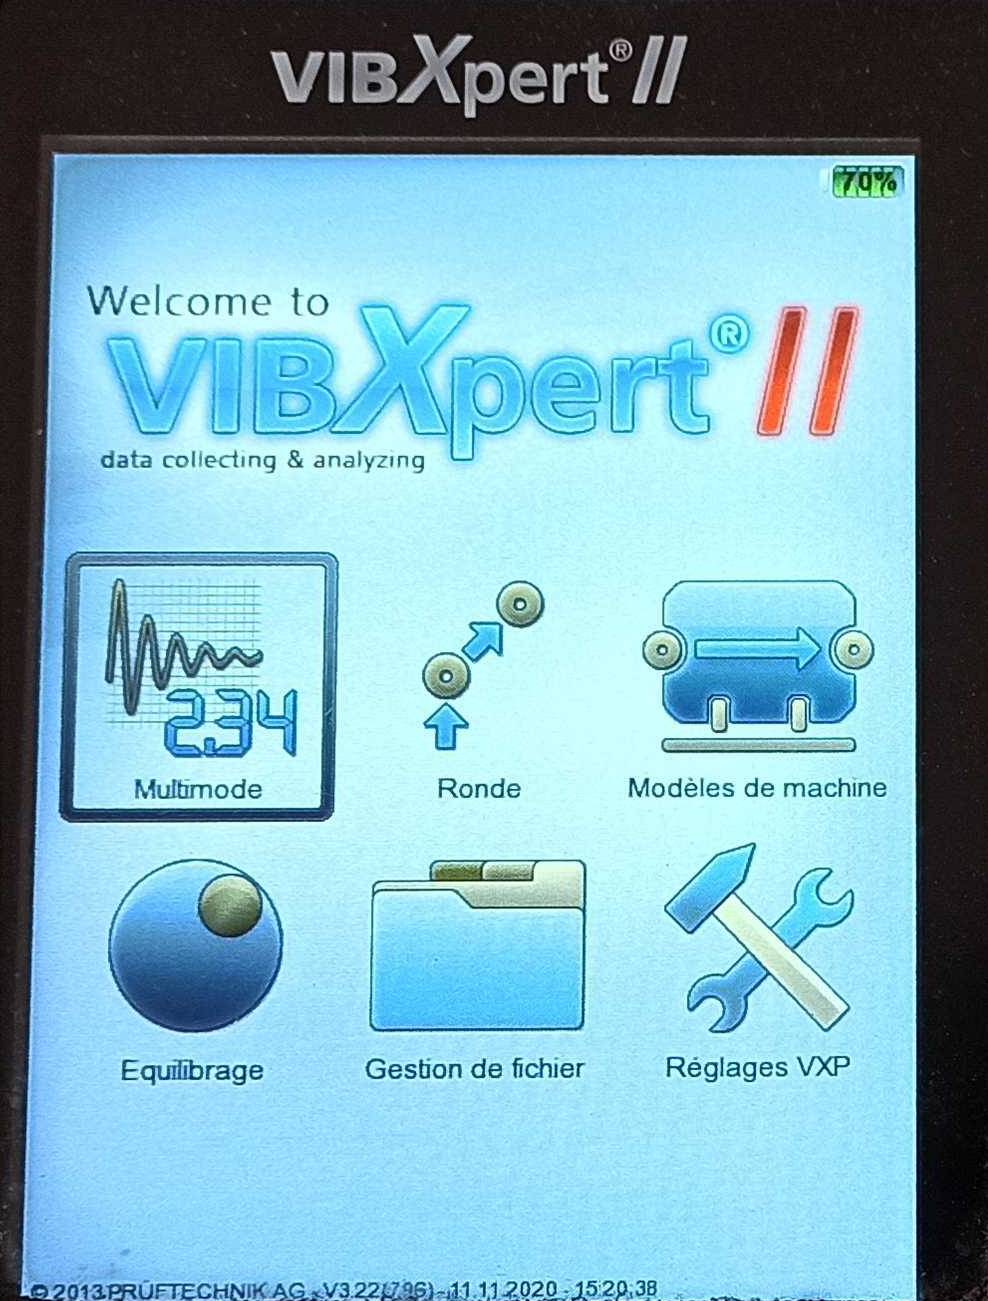 VIBXpert® II
70%
Welcome to
VIBXpert® II
data collecting & analyzing
2.34
Multimode
Ronde
Modèles de machine
Equilibrage
Gestion de fichier
Réglages VXP
© 2013 PRÜFTECHNIK AG - V3.22(796) - 11.11.2020 - 15:20:38